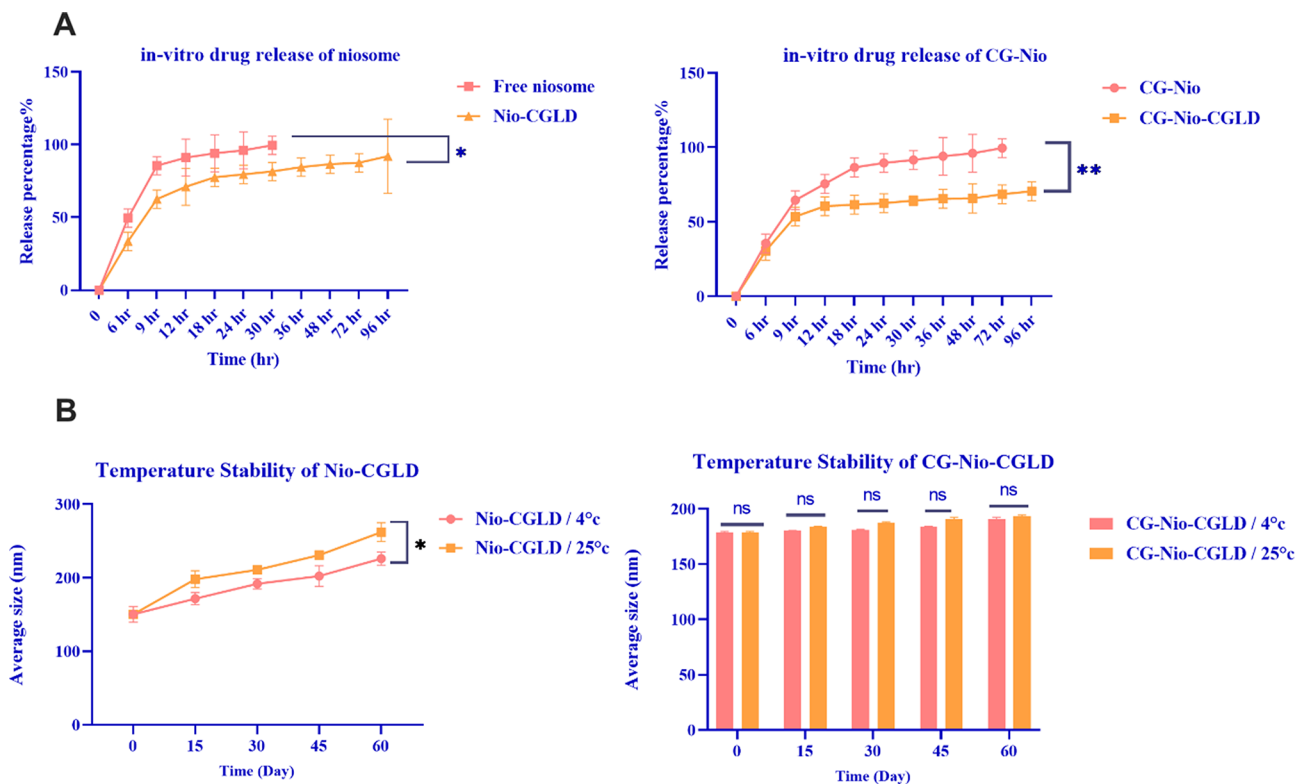 A
in-vitro drug release of niosome
150
100
50
0
Release percentage%
0
6 hr
9 hr
12 hr
18 hr
24 hr
30 hr
36 hr
48 hr
72 hr
96 hr
Time (hr)
Free niosome
Nio-CGLD
*
in-vitro drug release of CG-Nio
150
100
50
0
Release percentage%
0
6 hr
9 hr
12 hr
18 hr
24 hr
30 hr
36 hr
48 hr
72 hr
96 hr
Time (hr)
CG-Nio
CG-Nio-CGLD
**
B
Temperature Stability of Nio-CGLD
300
200
100
0
Average size (nm)
0
15
30
45
60
Time (Day)
Nio-CGLD / 4°c
Nio-CGLD / 25°c
*
Temperature Stability of CG-Nio-CGLD
200
150
100
50
0
Average size (nm)
ns
ns
ns
ns
ns
0
15
30
45
60
Time (Day)
CG-Nio-CGLD / 4°c
CG-Nio-CGLD / 25°c